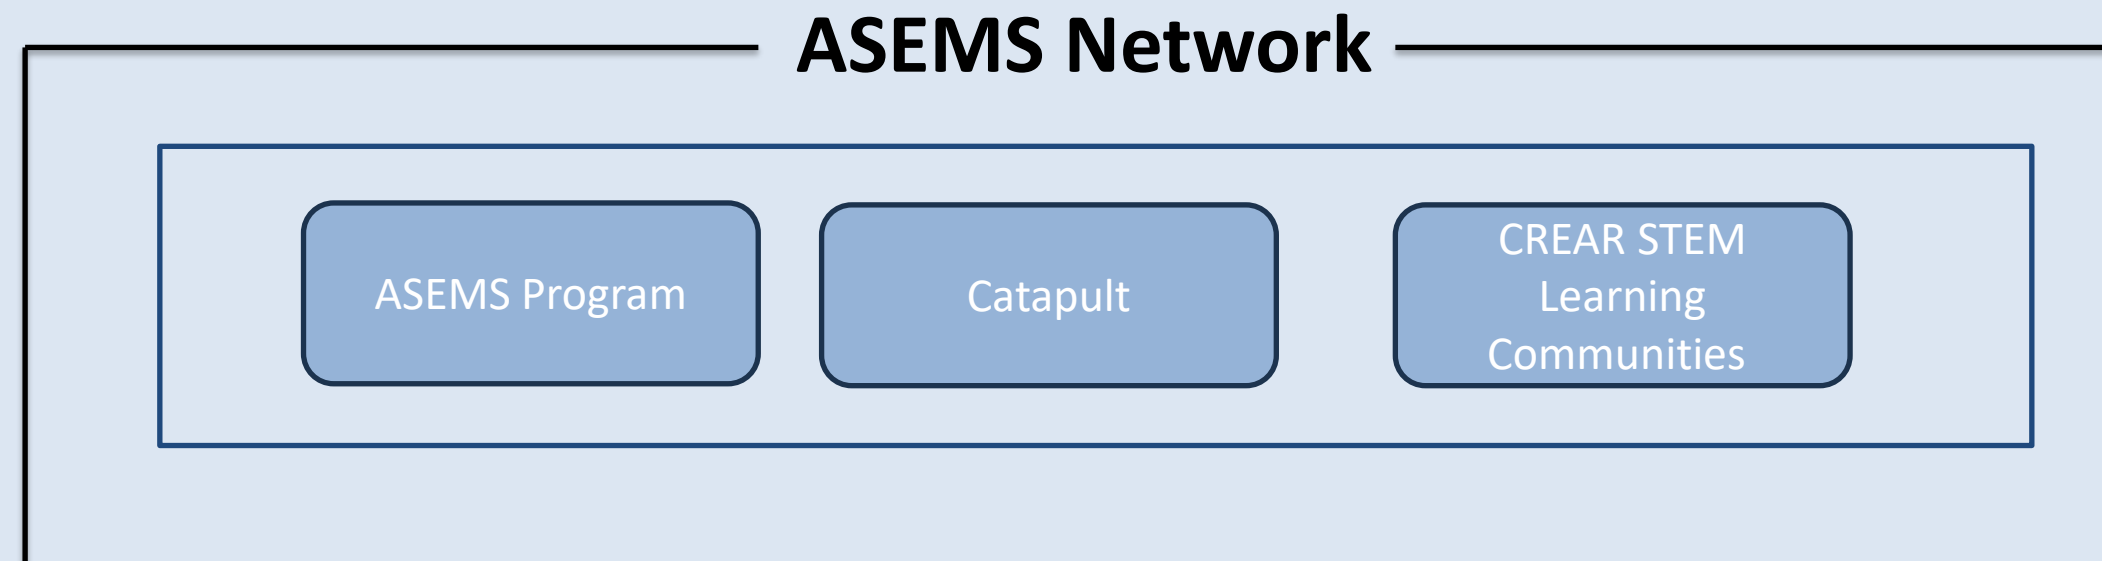 ASEMS Network
ASEMS Program
Catapult
CREAR STEM
Learning
Communities